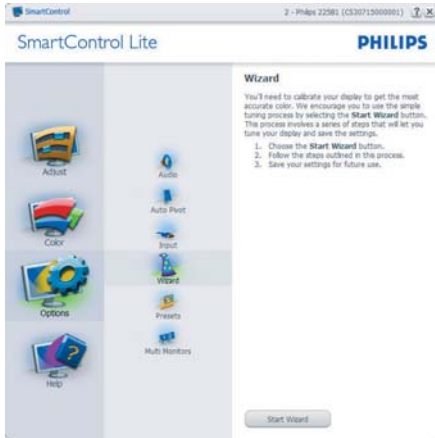 SmartControl
2 - Philips 225B1 (CS30715000001)
SmartControl Lite
PHILIPS
Adjust
Color
Options
Help
Audio
Auto Pivot
Input
Wizard
Presets
Multi Monitors
Wizard
You'll need to calibrate your display to get the most
accurate color. We encourage you to use the simple
tuning process by selecting the Start Wizard button.
This process involves a series of steps that will let you
tune your display and save the settings.
1. Choose the Start Wizard button.
2. Follow the steps outlined in this process.
3. Save your settings for future use.
Start Wizard